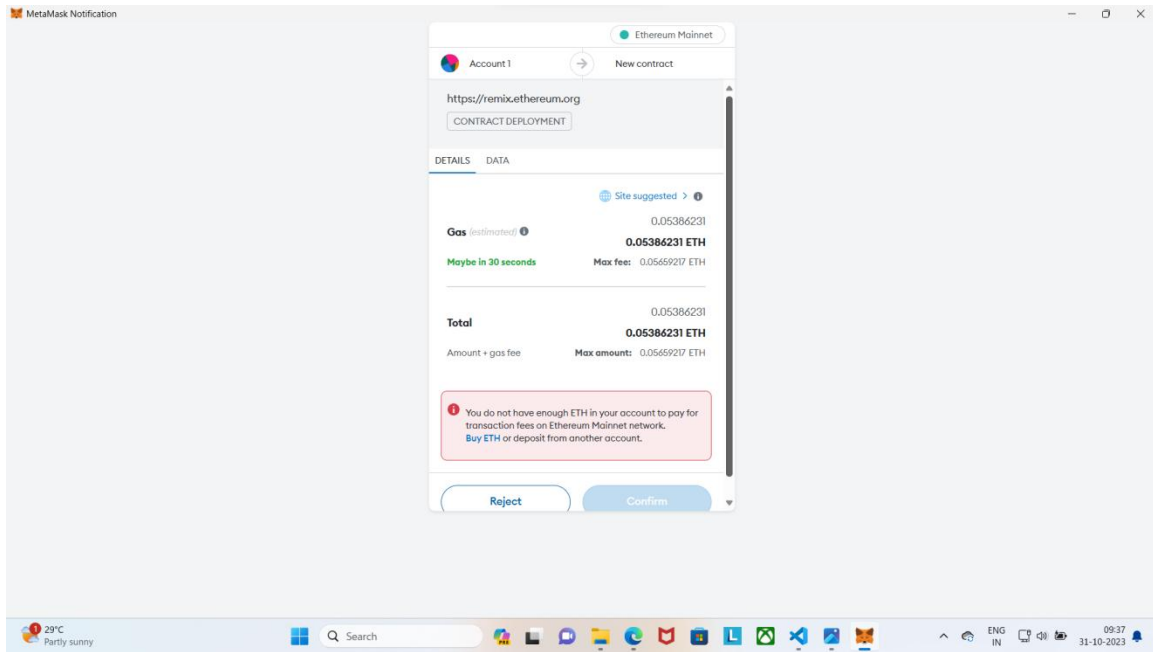 MetaMask Notification
Ethereum Mainnet
Account 1
New contract
https://remix.ethereum.org
CONTRACT DEPLOYMENT
DETAILS DATA
Site suggested >
0.05386231
Gas (estimated)
0.05386231 ETH
Maybe in 30 seconds Max fee: 0.05659217 ETH
0.05386231
Total
0.05386231 ETH
Amount + gas fee Max amount: 0.05659217 ETH
You do not have enough ETH in your account to pay for
transaction fees on Ethereum Mainnet network.
Buy ETH or deposit from another account.
Reject Confirm
1
29°C
Partly sunny
Search
PRE
L
ENG
IN
09:37
31-10-2023